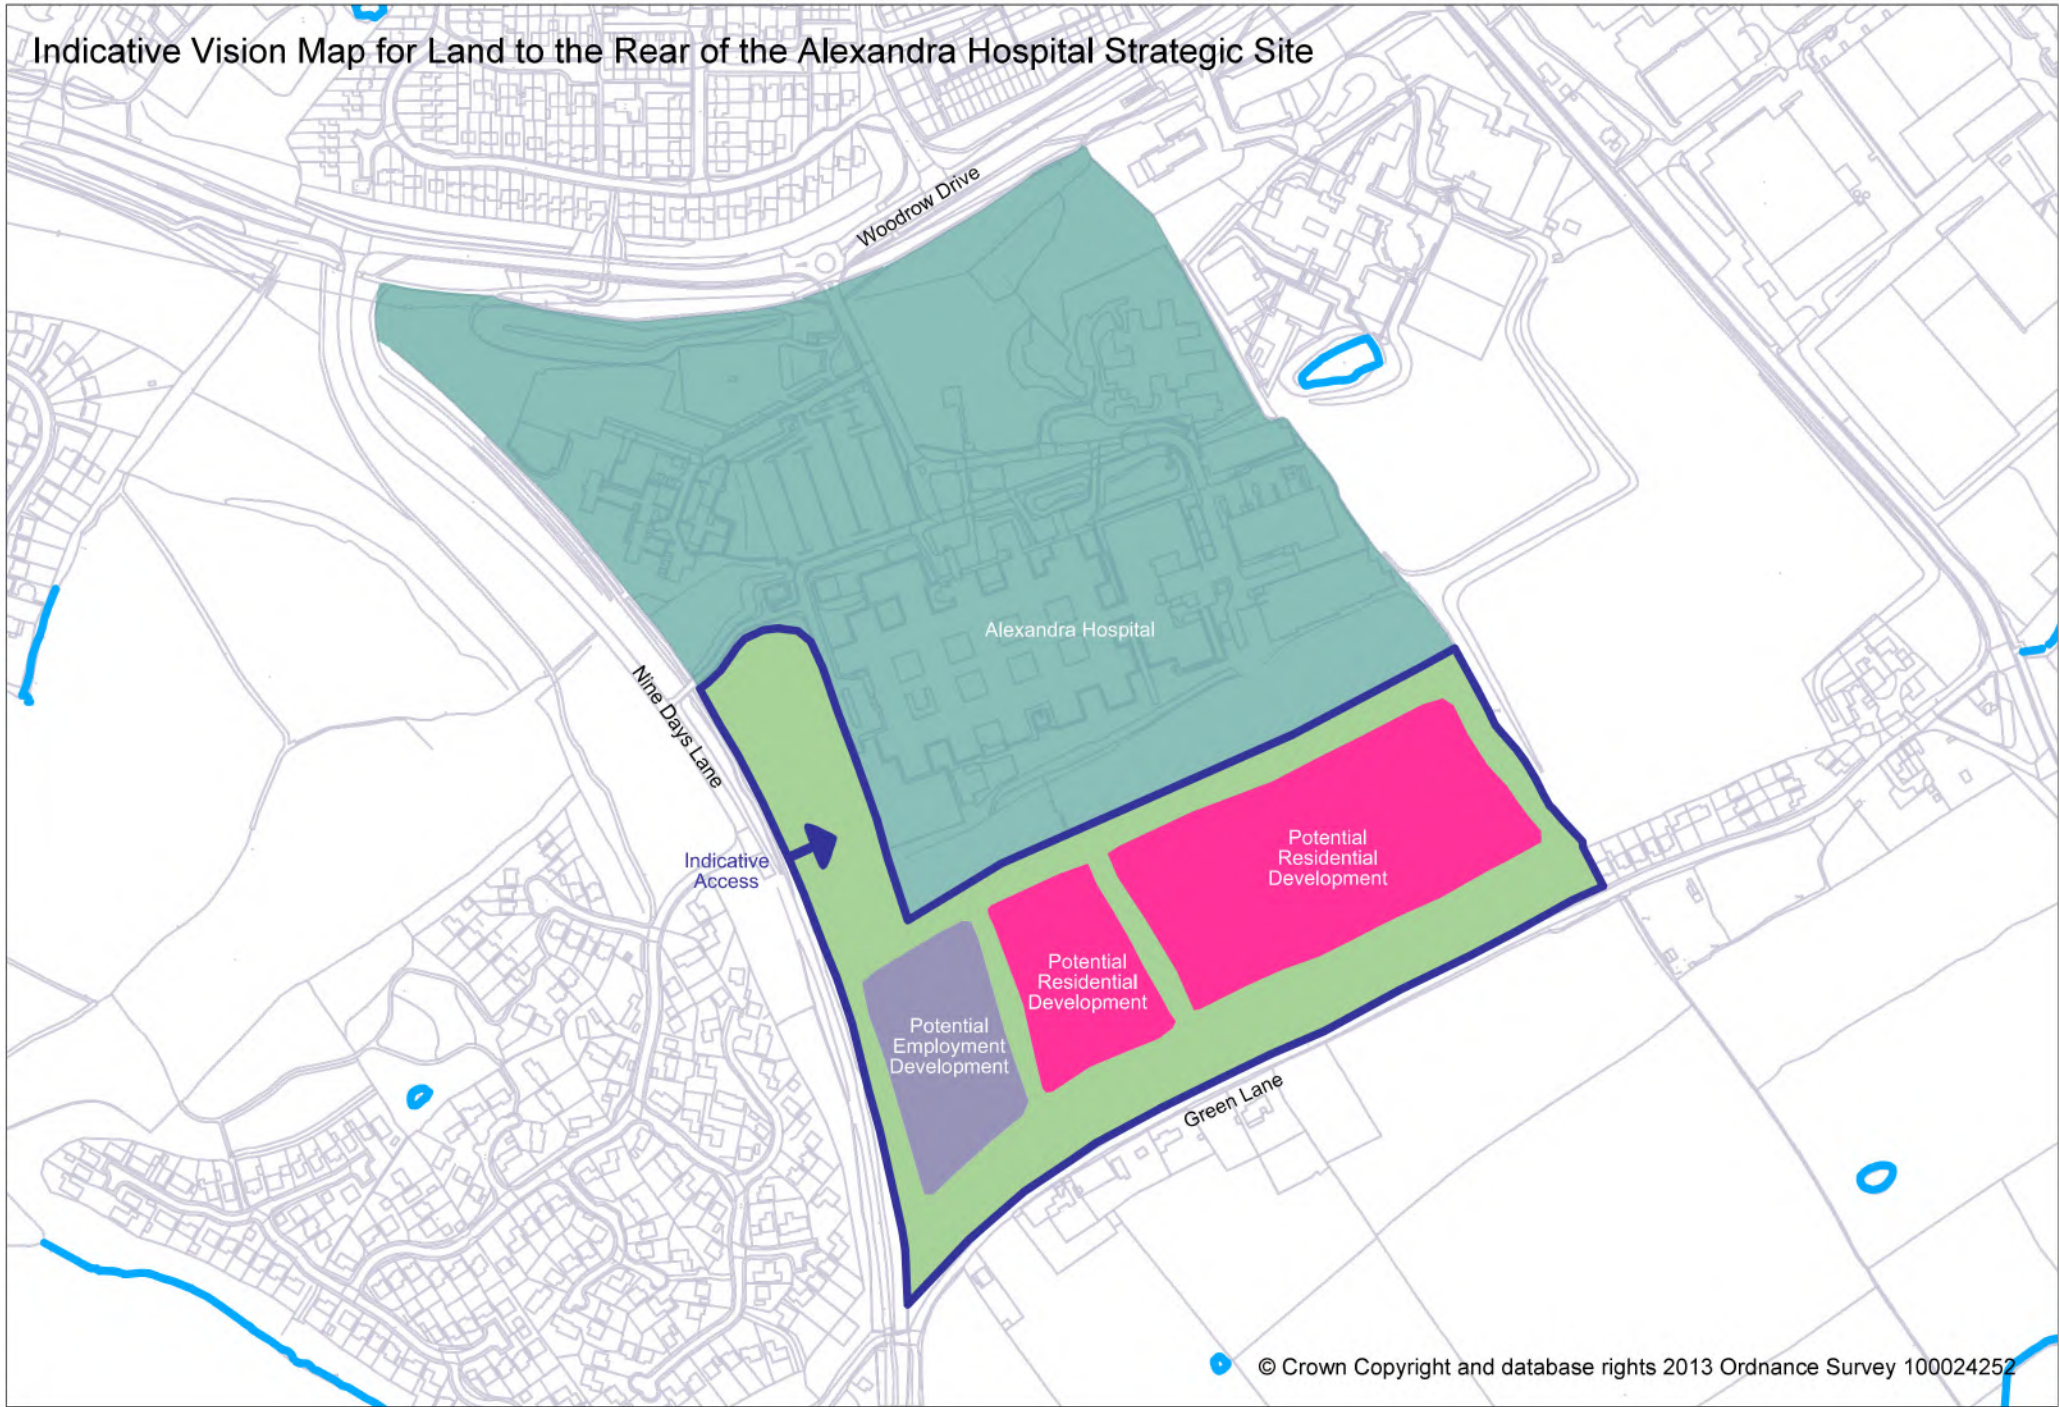 Indicative Vision Map for Land to the Rear of the Alexandra Hospital Strategic Site
Woodrow Drive
Alexandra Hospital
Nine Days Lane
Indicative
Access
Potential
Residential
Development
Potential
Residential
Development
Potential
Employment
Development
Green Lane
© Crown Copyright and database rights 2013 Ordnance Survey 100024252